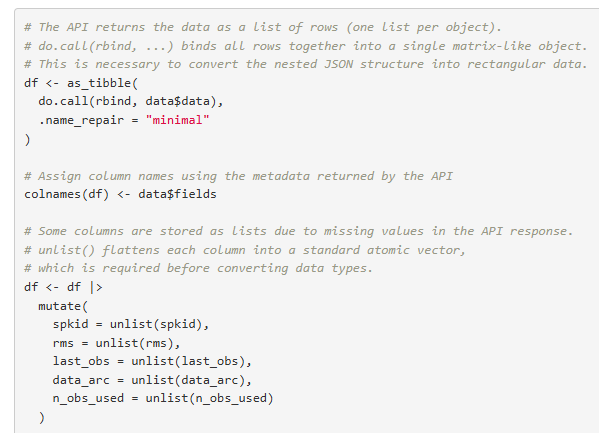 # The API returns the data as a list of rows (one list per object).
# do.call(rbind, ...) binds all rows together into a single matrix-like object.
# This is necessary to convert the nested JSON structure into rectangular data.
df <- as_tibble(
  do.call(rbind, data$data),
  .name_repair = "minimal"
)

# Assign column names using the metadata returned by the API
colnames(df) <- data$fields

# Some columns are stored as lists due to missing values in the API response.
# unlist() flattens each column into a standard atomic vector,
# which is required before converting data types.
df <- df |>
  mutate(
    spkid = unlist(spkid),
    rms = unlist(rms),
    last_obs = unlist(last_obs),
    data_arc = unlist(data_arc),
    n_obs_used = unlist(n_obs_used)
  )